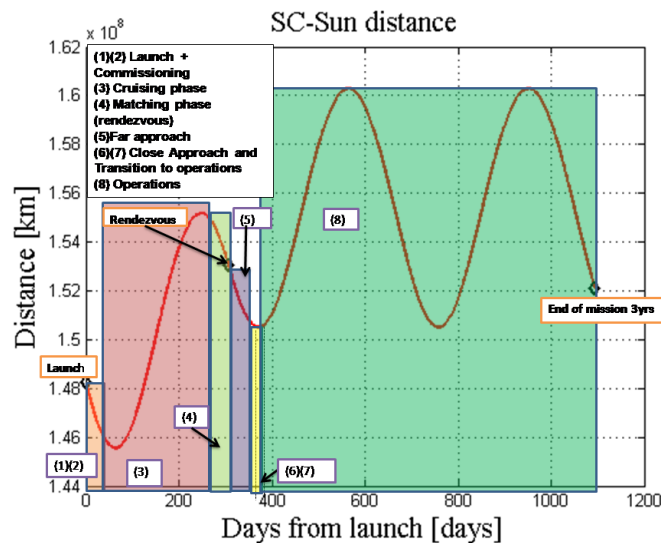 SC-Sun distance
x 10⁸
1.62
1.6
1.58
1.56
1.54
1.52
1.5
1.48
1.46
1.44
Distance [km]
(1)(2) Launch +
Commissioning
(3) Cruising phase
(4) Matching phase
(rendezvous)
(5)Far approach
(6)(7) Close Approach and
Transition to operations
(8) Operations
Rendezvous
(5)
(8)
End of mission 3yrs
Launch
(4)
(1)(2)
(3)
(6)(7)
0
200
400
600
800
1000
1200
Days from launch [days]